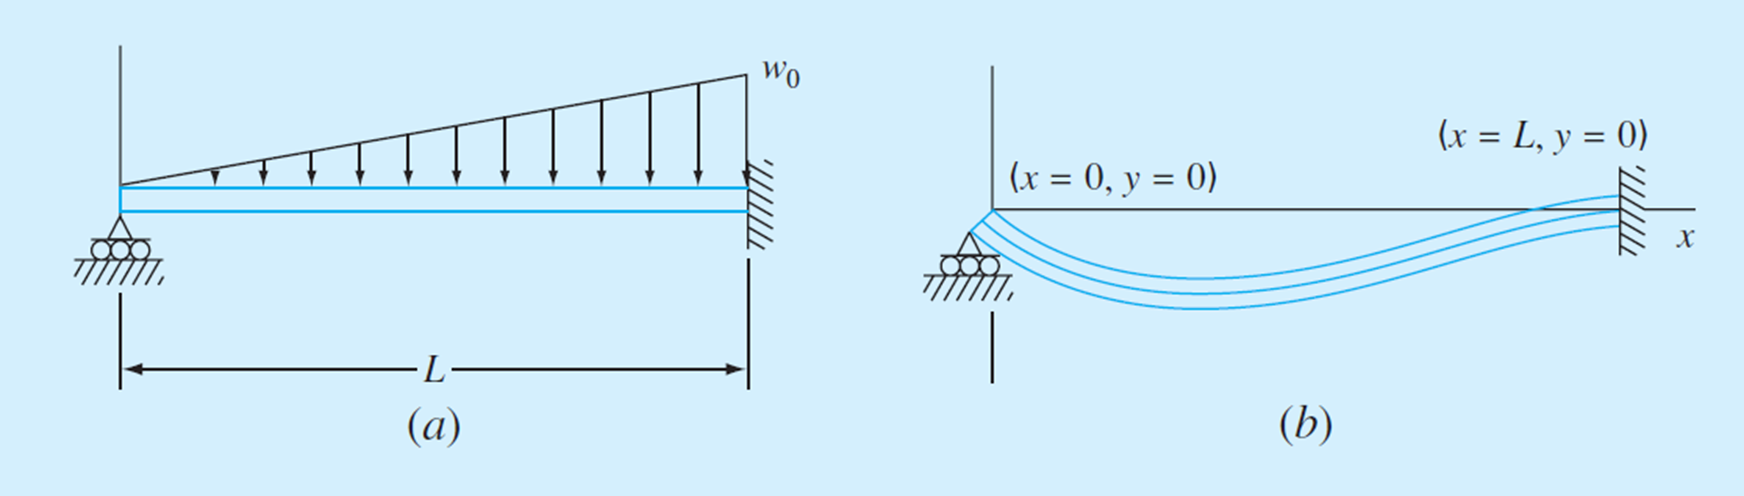 w₀
L
(a)
(x = 0, y = 0)
(x = L, y = 0)
x
(b)